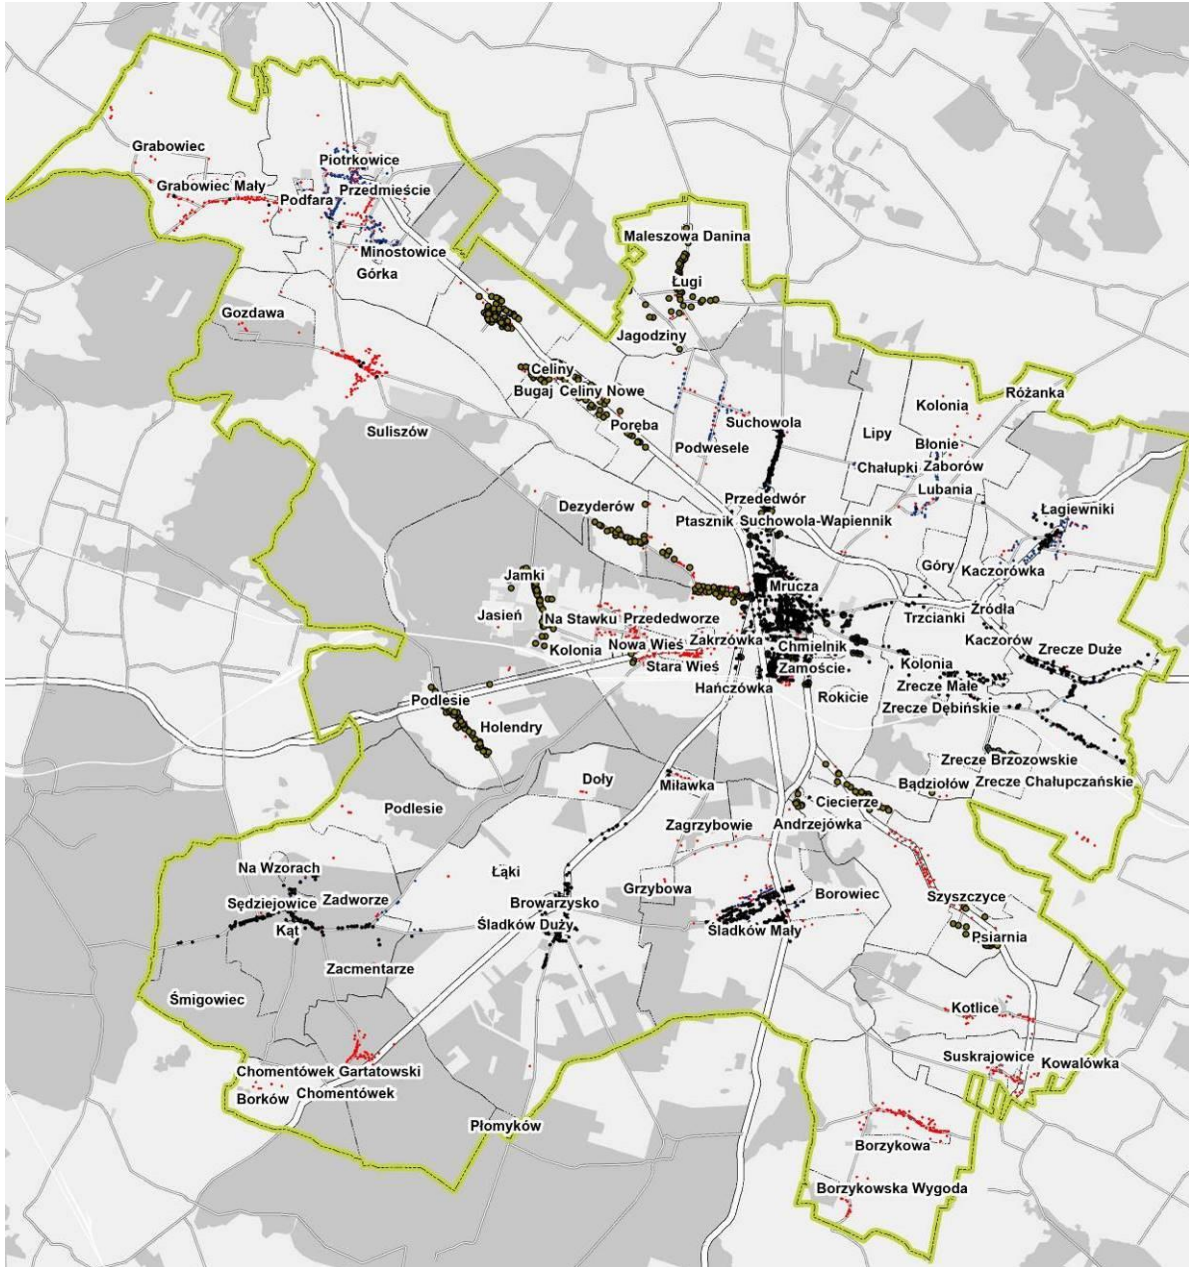 Grabowiec
Piotrkowice
Grabowiec Mały
Przedmieście
Podfara
Minostowice
Górka
Maleszowa Danina
Ługi
Gozdawa
Jagodziny
Celiny
Bugaj
Celiny Nowe
Różanka
Kolonia
Suchowola
Poręba
Suliszów
Lipy
Błonie
Podwesele
Chałupki
Zaborów
Lubania
Przededwór
Dezyderów
Łagiewniki
Ptasznik
Suchowola-Wapiennik
Góry
Kaczorówka
Jamki
Mrucza
Źródła
Jasień
Na Stawku
Przededworze
Trzcianki
Kaczorów
Nowa Wieś
Zakrzówka
Chmielnik
Kolonia
Zrecze Duże
Stara Wieś
Zamoście
Kolonia
Zrecze Małe
Hańczówka
Rokicie
Podlesie
Zrecze Dębińskie
Holendry
Zrecze Brzozowskie
Doły
Miławka
Bądziołów
Zrecze Chałupczańskie
Podlesie
Ciecierze
Zagrzybowie
Andrzejówka
Na Wzorach
Łąki
Grzybowa
Borowiec
Zadworze
Sędziejowice
Browarzysko
Szyszczyce
Kąt
Śladków Duży
Śladków Mały
Psiarnia
Zacmentarze
Śmigowiec
Kotlice
Suskrajowice
Kowalówka
Chomentówek Gartatowski
Borków
Chomentówek
Płomyków
Borzykowa
Borzykowska Wygoda